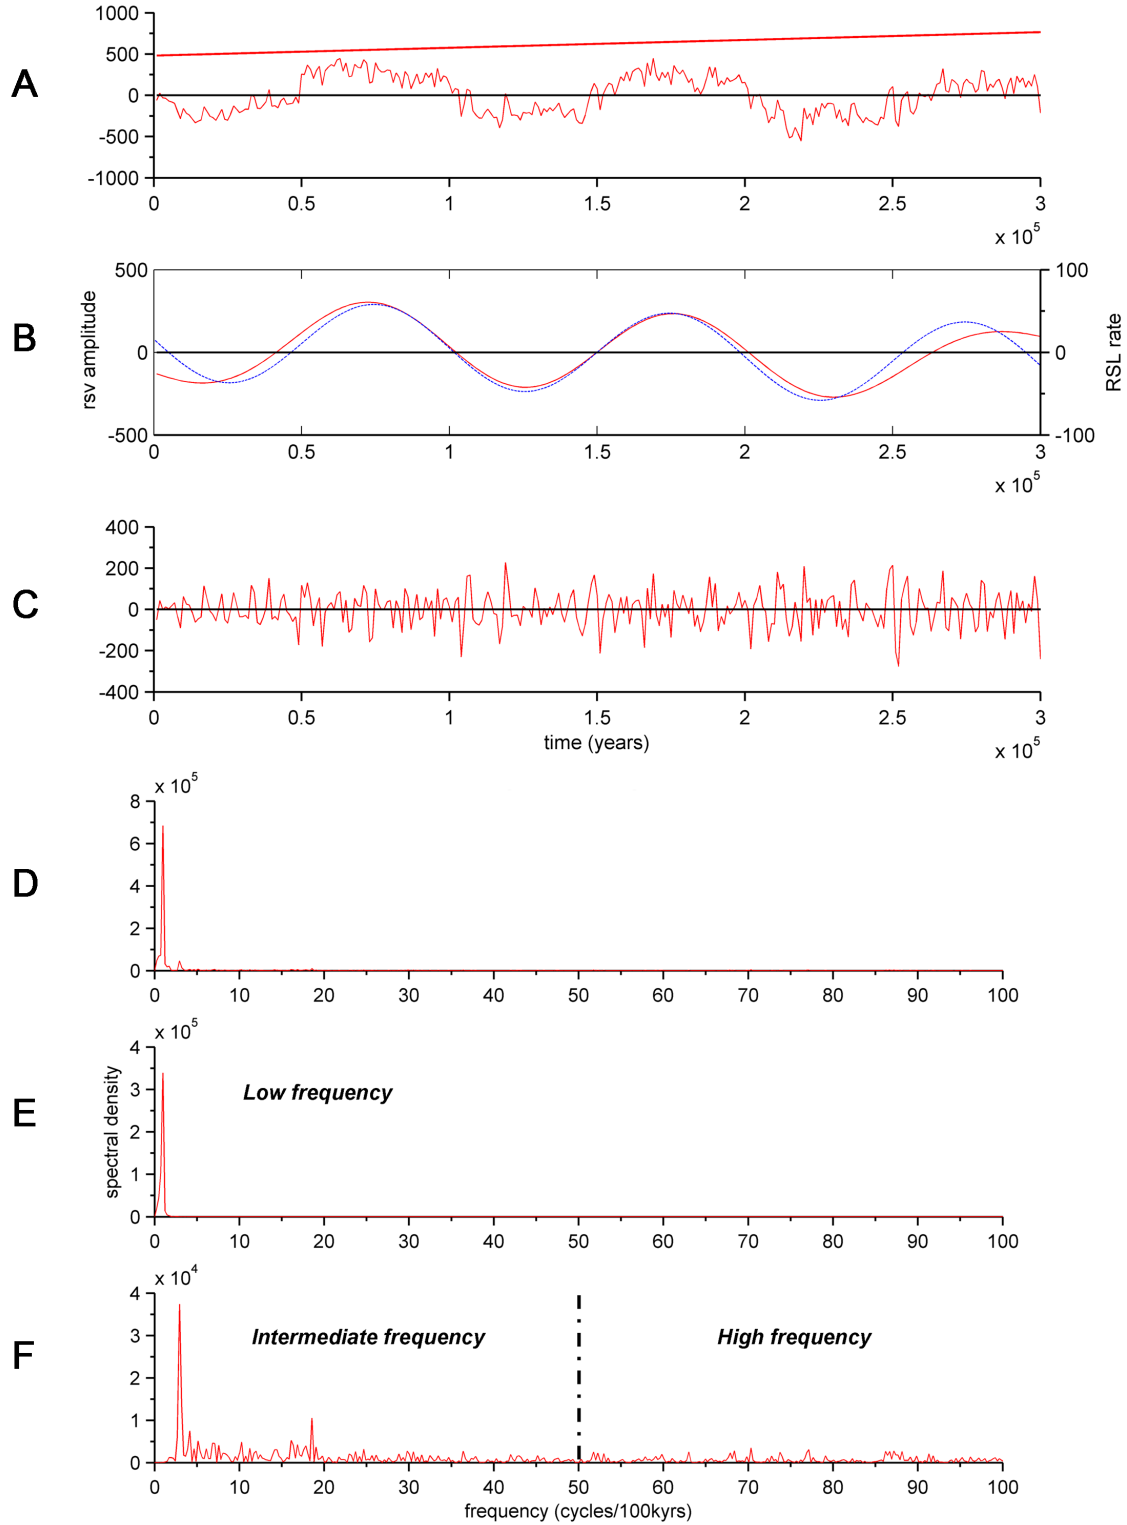 A
1000
500
0
-500
-1000
0 0.5 1 1.5 2 2.5 3
x 10^5
B
rsv amplitude
500
0
-500
100
0
-100
RSL rate
0 0.5 1 1.5 2 2.5 3
x 10^5
C
400
200
0
-200
-400
0 0.5 1 1.5 2 2.5 3
time (years)
x 10^5
D
x 10^5
8
6
4
2
0
0 10 20 30 40 50 60 70 80 90 100
E
spectral density
x 10^5
4
3
2
1
0
Low frequency
0 10 20 30 40 50 60 70 80 90 100
F
x 10^4
4
3
2
1
0
Intermediate frequency High frequency
0 10 20 30 40 50 60 70 80 90 100
frequency (cycles/100kyrs)